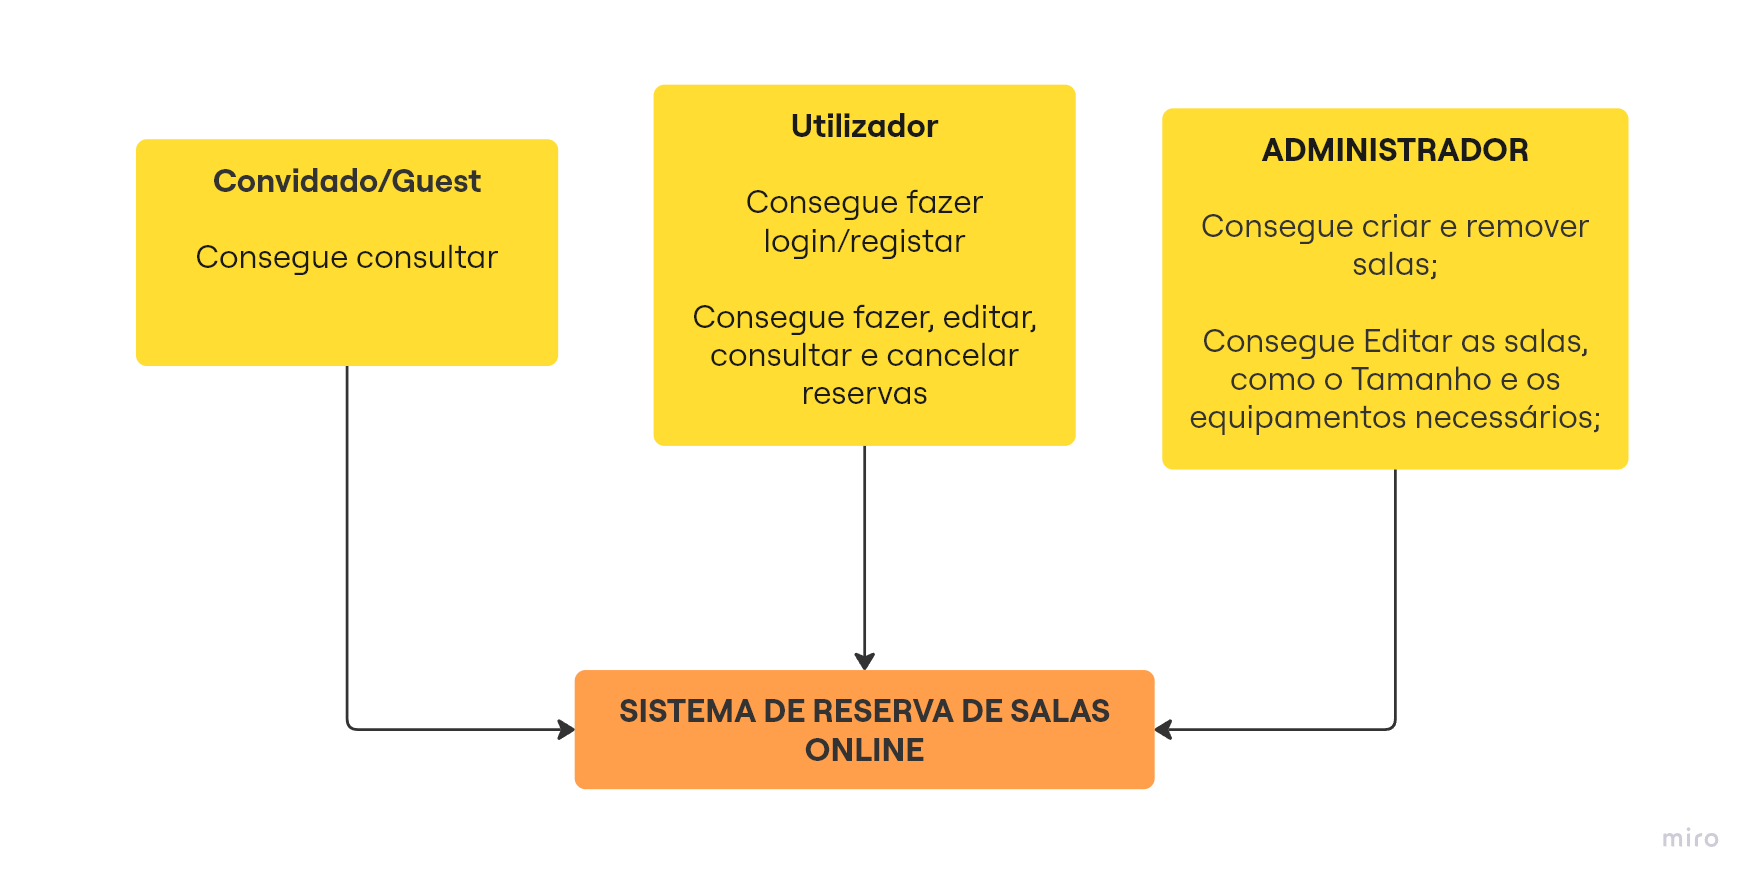 Convidado/Guest
Consegue consultar
Utilizador
Consegue fazer
login/registar
Consegue fazer, editar,
consultar e cancelar
reservas
ADMINISTRADOR
Consegue criar e remover
salas;
Consegue Editar as salas,
como o Tamanho e os
equipamentos necessários;
SISTEMA DE RESERVA DE SALAS
ONLINE
miro